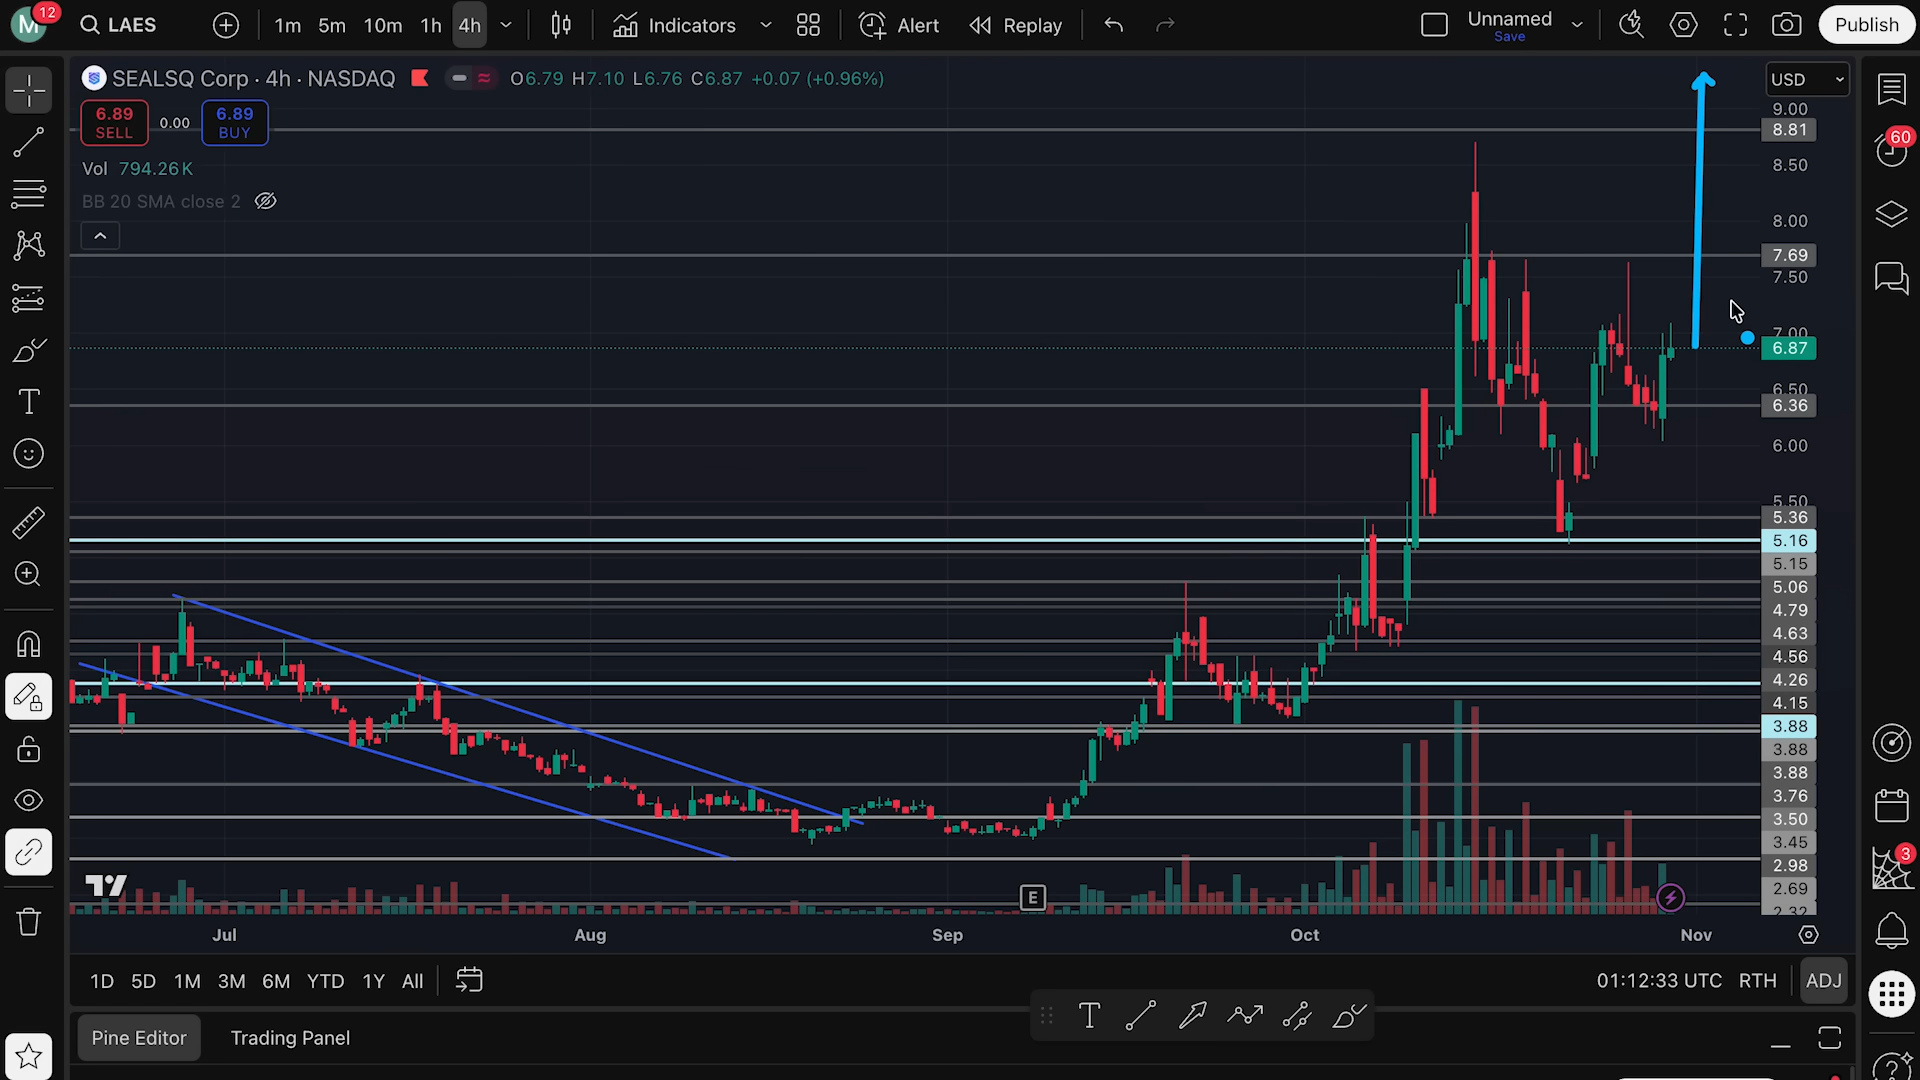 M 12 LAES 1m 5m 10m 1h 4h Indicators Alert Replay Unnamed Save Publish
SEALSQ Corp · 4h · NASDAQ O6.79 H7.10 L6.76 C6.87 +0.07 (+0.96%)
USD
6.89 SELL
0.00
6.89 BUY
Vol 794.26K
BB 20 SMA close 2
9.00
8.81
8.50
8.00
7.69
7.50
7.00
6.87
6.50
6.36
6.00
5.50
5.36
5.16
5.15
5.06
4.79
4.63
4.56
4.26
4.15
3.88
3.88
3.88
3.76
3.50
3.45
2.98
2.69
2.32
60
3
E
Jul Aug Sep Oct Nov
1D 5D 1M 3M 6M YTD 1Y All 01:12:33 UTC RTH ADJ
T
Pine Editor Trading Panel